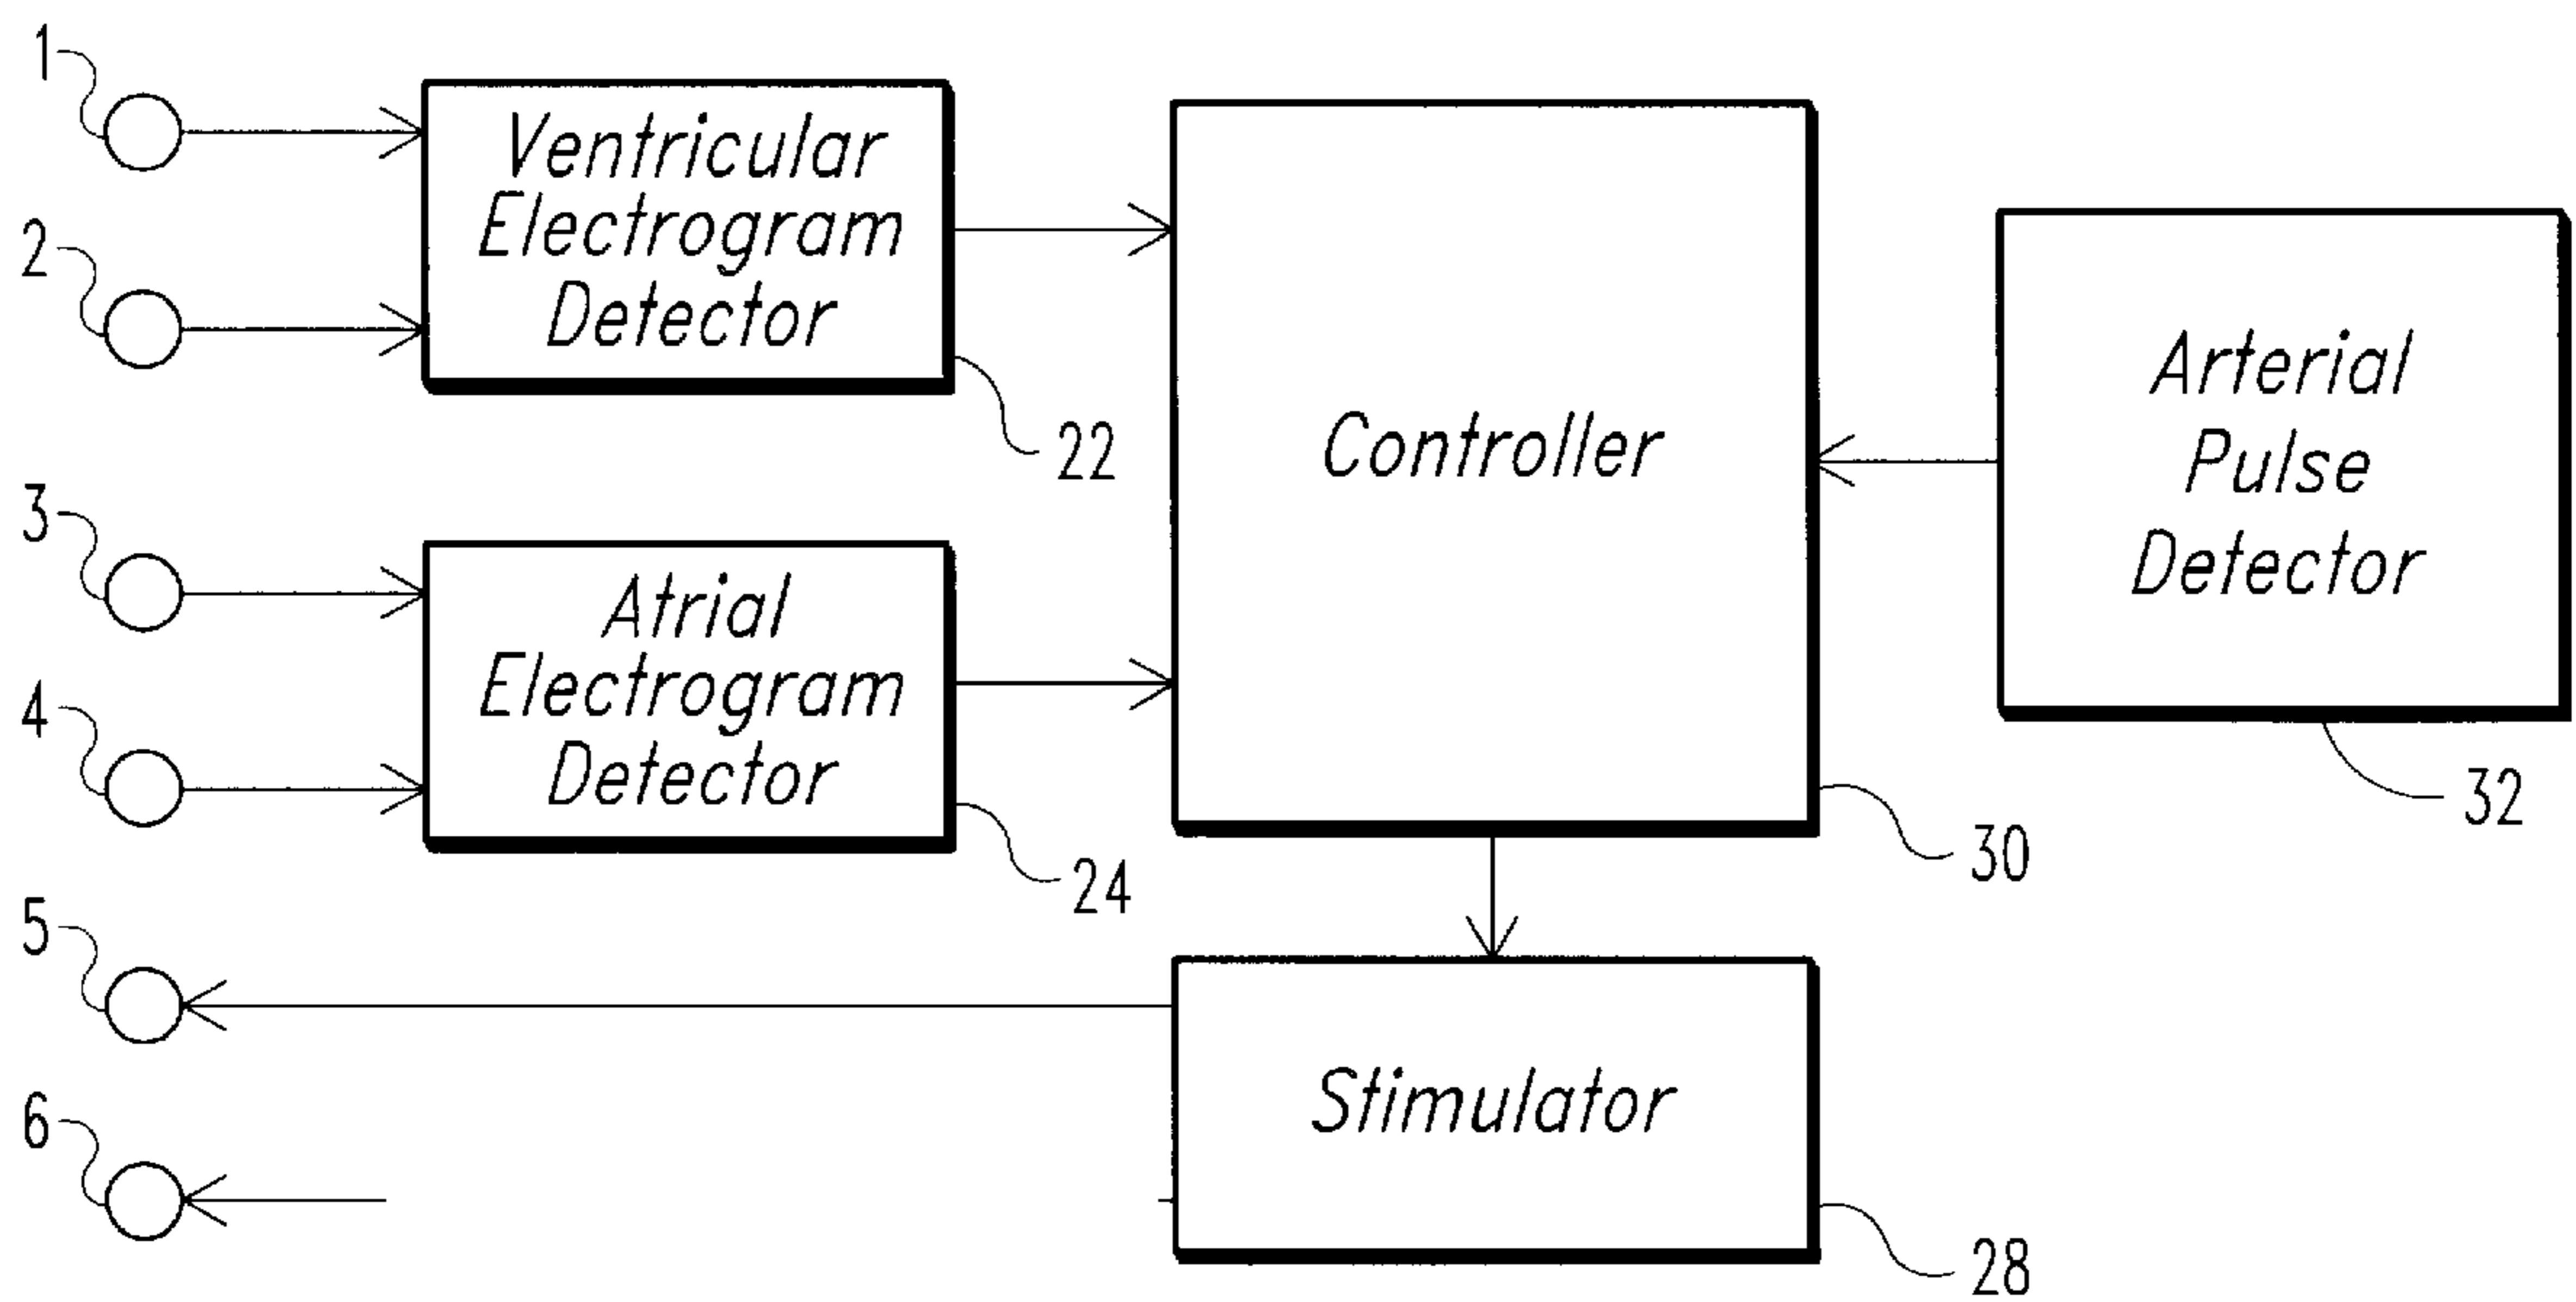 1
2
Ventricular
Electrogram
Detector
22
3
4
Atrial
Electrogram
Detector
24
Controller
30
Arterial
Pulse
Detector
32
5
6
Stimulator
28